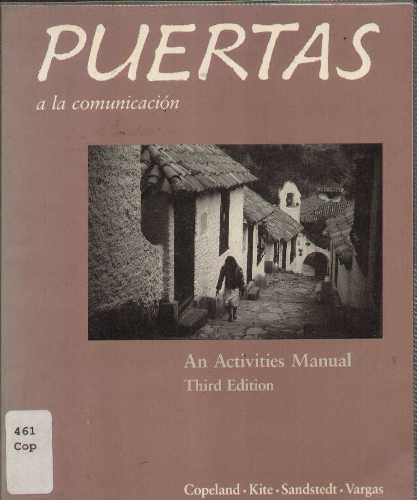 PUERTAS
a la comunicación
An Activities Manual
Third Edition
461
Cop
Copeland • Kite • Sandstedt • Vargas